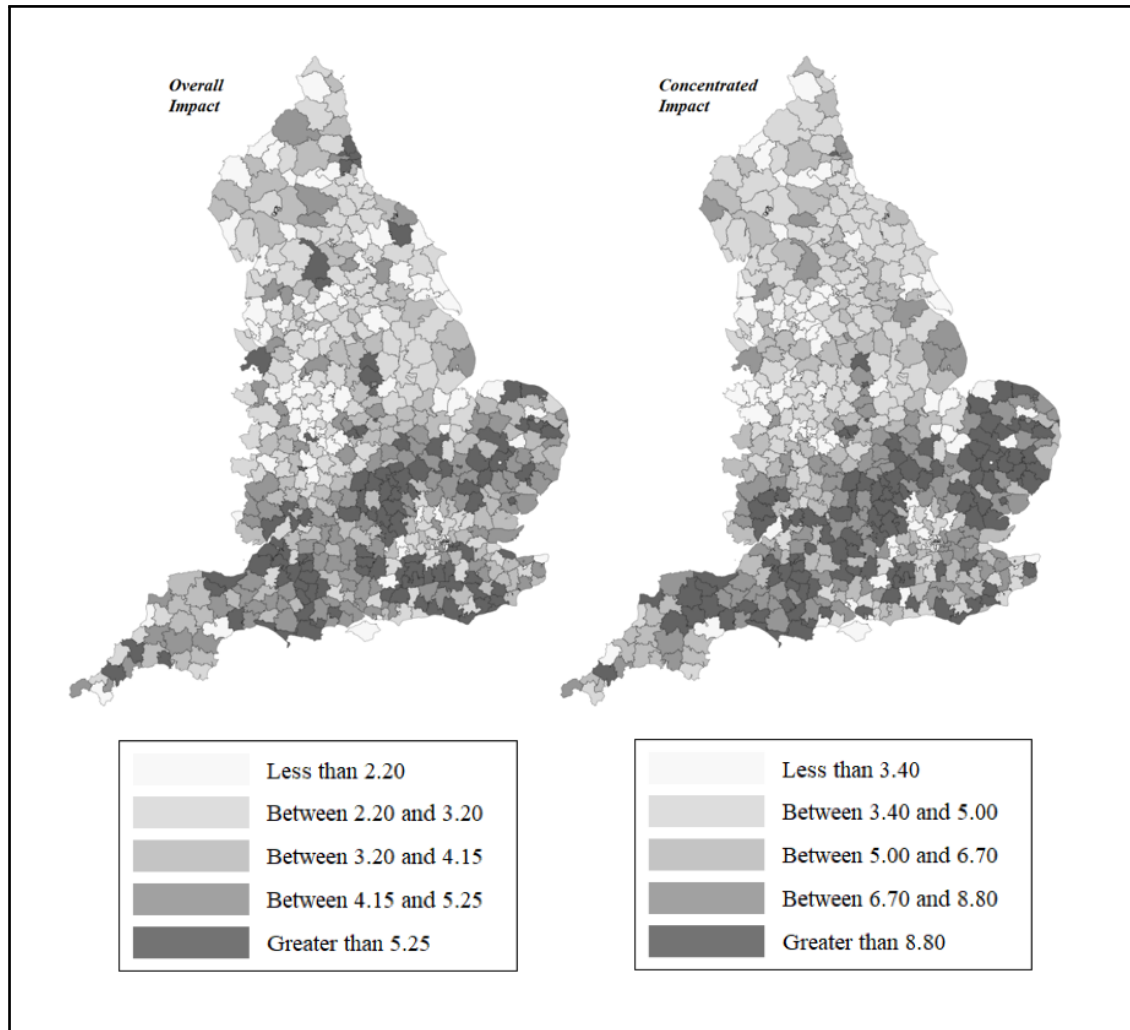 Overall
Impact
Concentrated
Impact
Less than 2.20
Between 2.20 and 3.20
Between 3.20 and 4.15
Between 4.15 and 5.25
Greater than 5.25
Less than 3.40
Between 3.40 and 5.00
Between 5.00 and 6.70
Between 6.70 and 8.80
Greater than 8.80